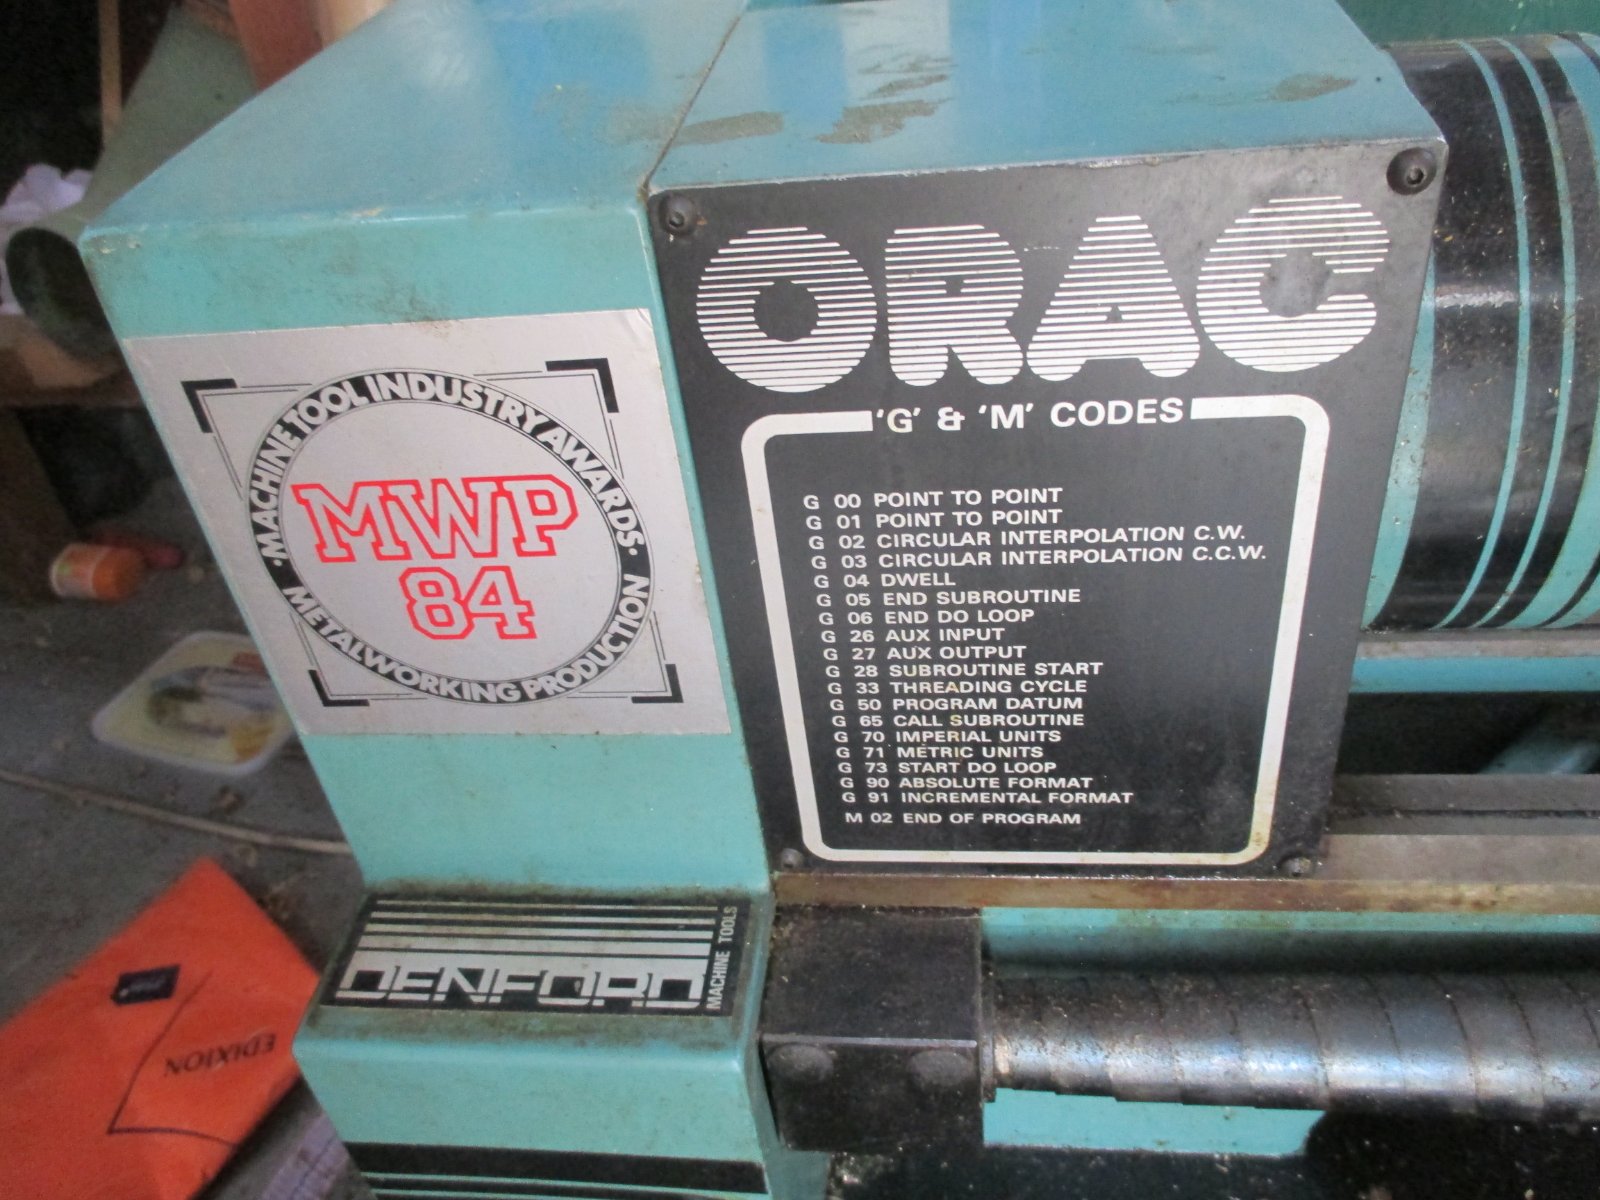 ORAC
'G' & 'M' CODES
G 00 POINT TO POINT
G 01 POINT TO POINT
G 02 CIRCULAR INTERPOLATION C.W.
G 03 CIRCULAR INTERPOLATION C.C.W.
G 04 DWELL
G 05 END SUBROUTINE
G 06 END DO LOOP
G 26 AUX INPUT
G 27 AUX OUTPUT
G 28 SUBROUTINE START
G 33 THREADING CYCLE
G 50 PROGRAM DATUM
G 65 CALL SUBROUTINE
G 70 IMPERIAL UNITS
G 71 METRIC UNITS
G 73 START DO LOOP
G 90 ABSOLUTE FORMAT
G 91 INCREMENTAL FORMAT
M 02 END OF PROGRAM
·MACHINE TOOL INDUSTRY AWARDS·
MWP
84
METALWORKING PRODUCTION
DENFORD
MACHINE TOOLS
EDIXION